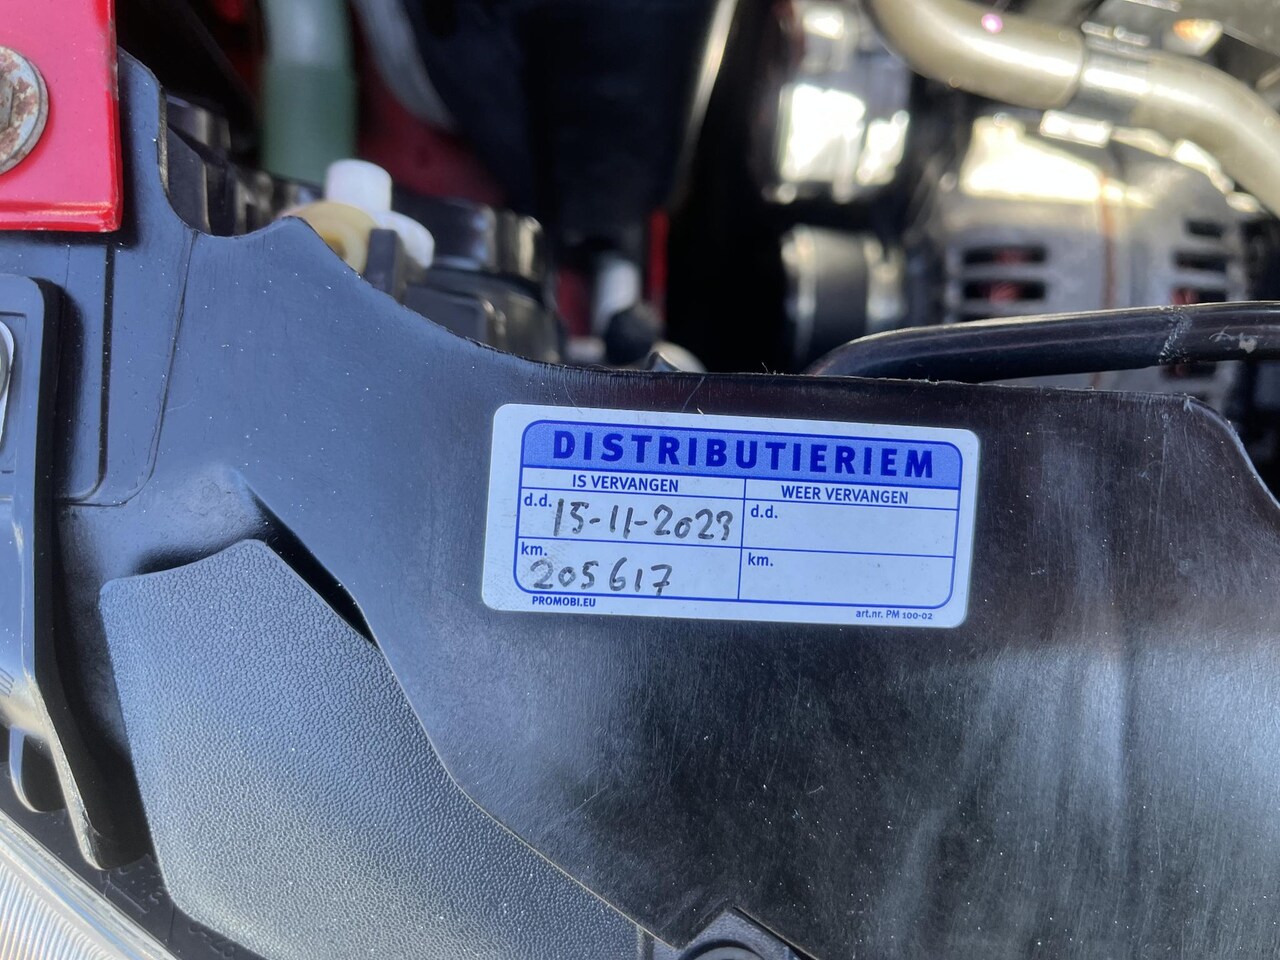 DISTRIBUTIERIEM
IS VERVANGEN
WEER VERVANGEN
d.d. 15-11-2023
d.d.
km. 205617
km.
PROMOBI.EU
art.nr. PM 100-02